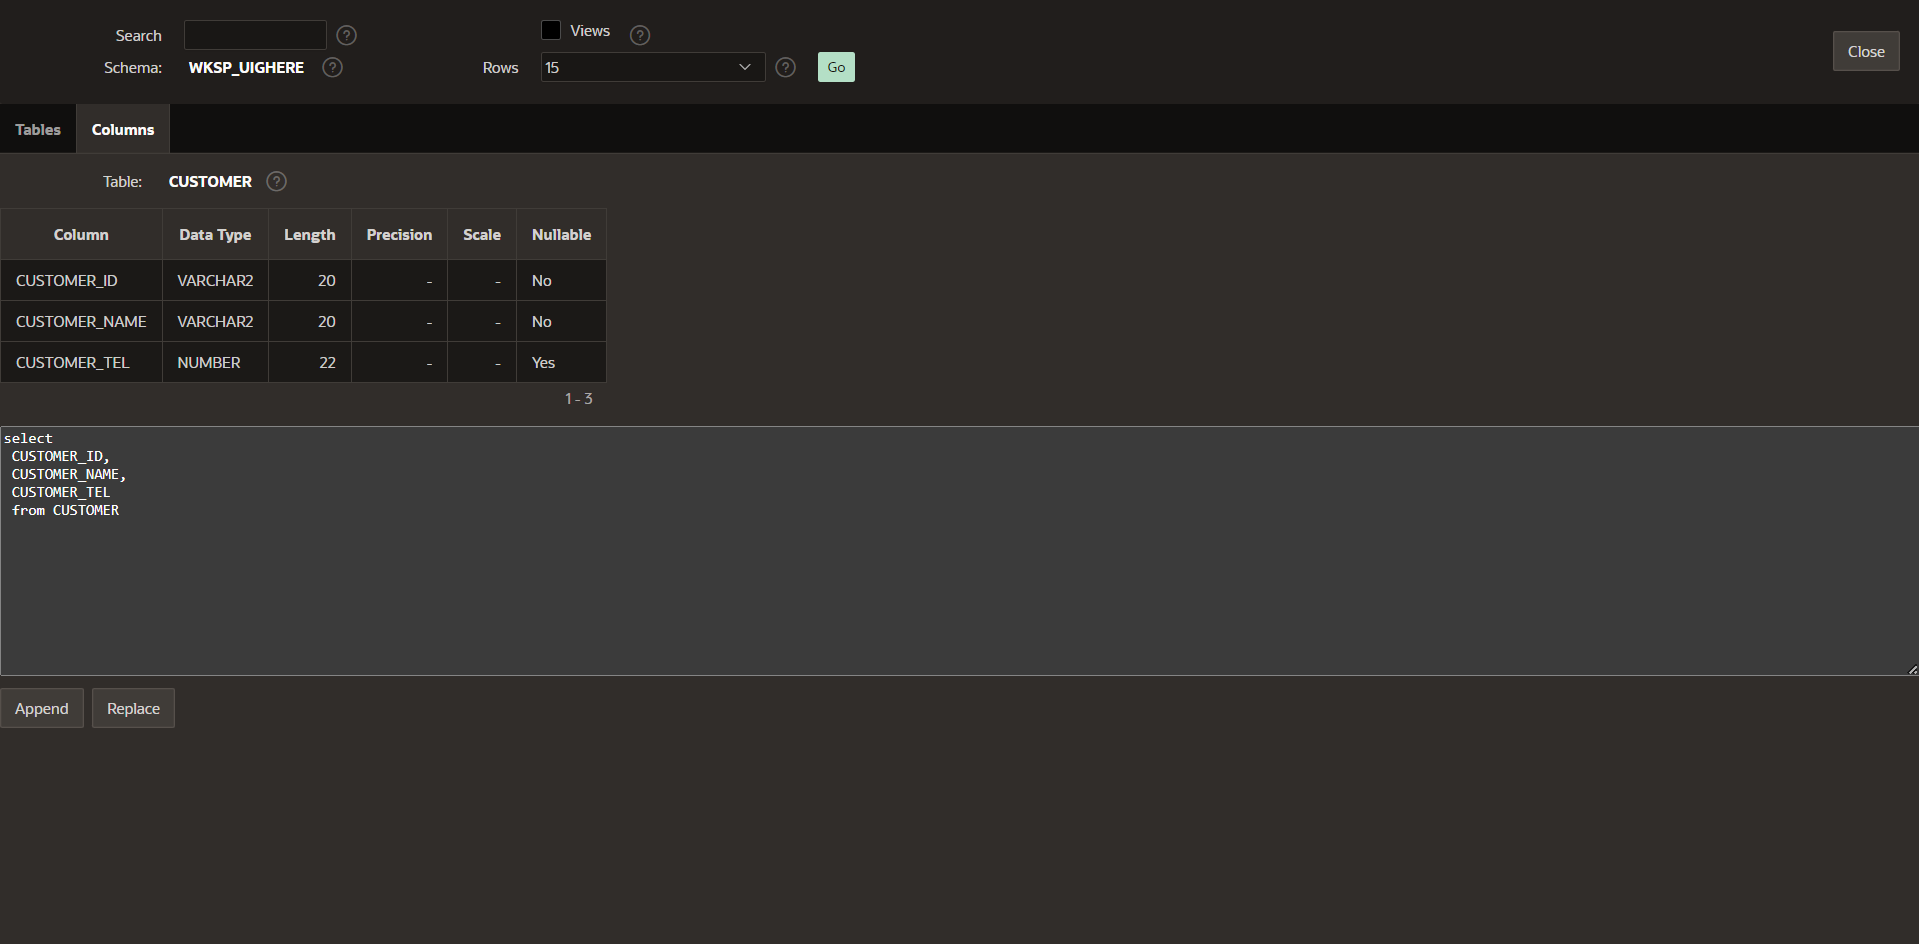 Search
Views
Schema: WKSP_UIGHERE
Rows 15 Go
Close
Tables Columns
Table: CUSTOMER
Column Data Type Length Precision Scale Nullable
CUSTOMER_ID VARCHAR2 20 - - No
CUSTOMER_NAME VARCHAR2 20 - - No
CUSTOMER_TEL NUMBER 22 - - Yes
1 - 3
select
CUSTOMER_ID,
CUSTOMER_NAME,
CUSTOMER_TEL
from CUSTOMER
Append Replace